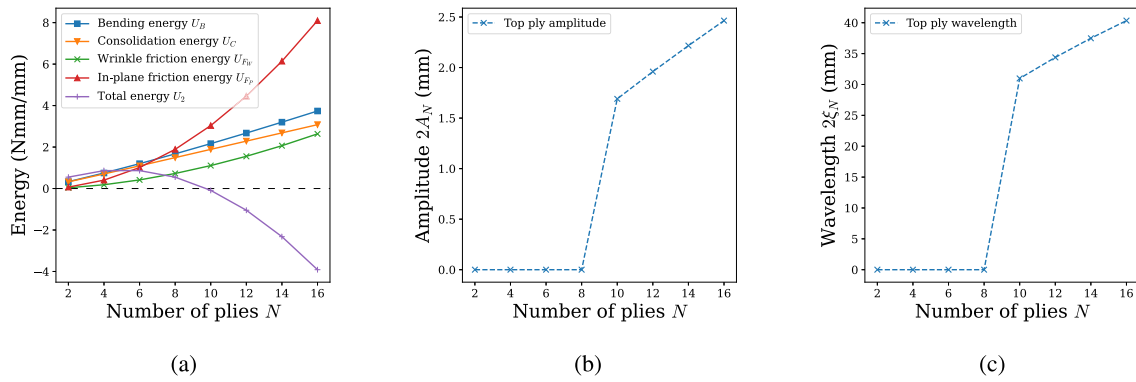 Energy (Nmm/mm)
8
6
4
2
0
−2
−4
Bending energy U_B
Consolidation energy U_C
Wrinkle friction energy U_{F_W}
In-plane friction energy U_{F_P}
Total energy U_2
2 4 6 8 10 12 14 16
Number of plies N
(a)
Amplitude 2A_N (mm)
2.5
2.0
1.5
1.0
0.5
0.0
Top ply amplitude
2 4 6 8 10 12 14 16
Number of plies N
(b)
Wavelength 2ξ_N (mm)
40
35
30
25
20
15
10
5
0
Top ply wavelength
2 4 6 8 10 12 14 16
Number of plies N
(c)